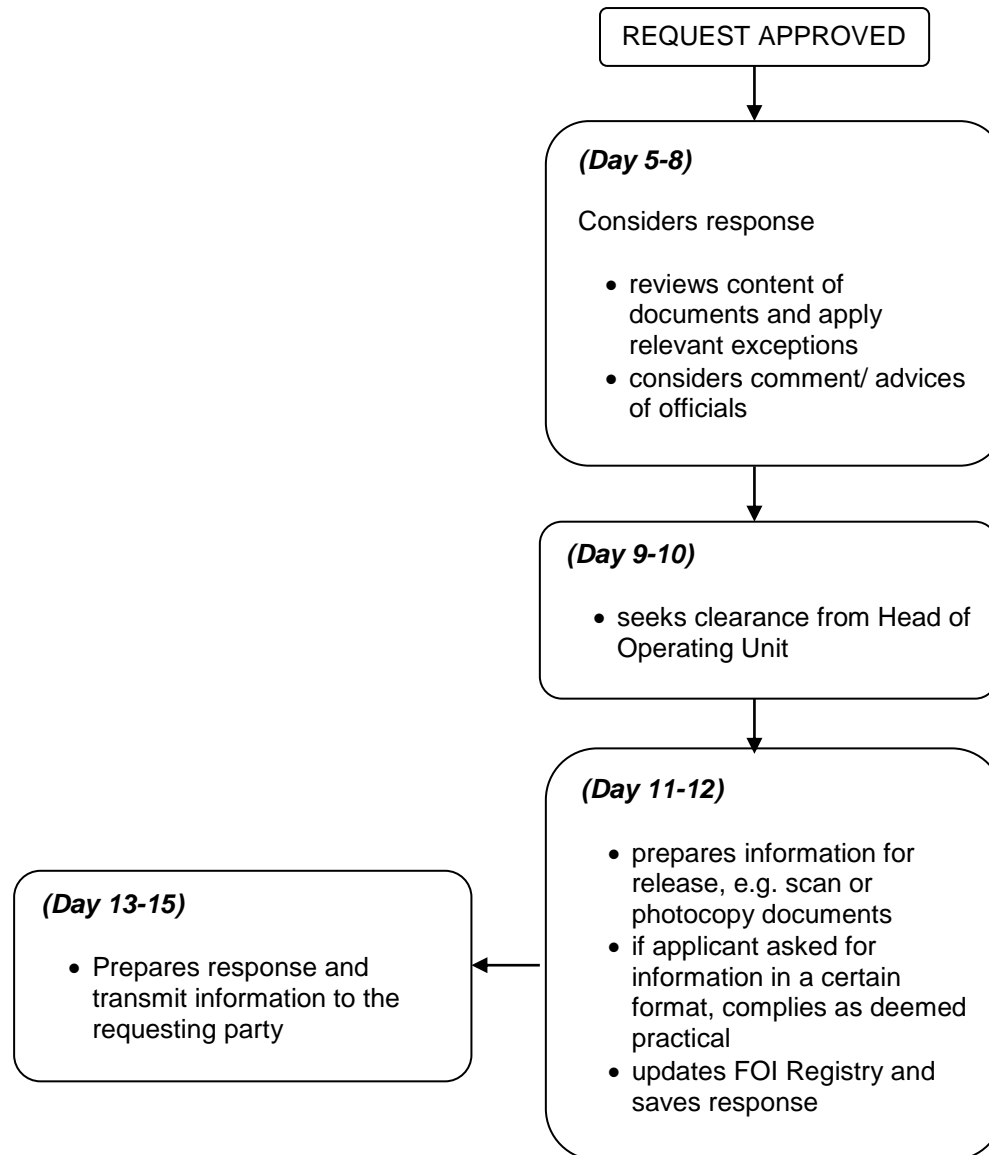 REQUEST APPROVED
(Day 5-8)
Considers response
• reviews content of
documents and apply
relevant exceptions
• considers comment/ advices
of officials
(Day 9-10)
• seeks clearance from Head of
Operating Unit
(Day 11-12)
• prepares information for
release, e.g. scan or
photocopy documents
• if applicant asked for
information in a certain
format, complies as deemed
practical
• updates FOI Registry and
saves response
(Day 13-15)
• Prepares response and
transmit information to the
requesting party